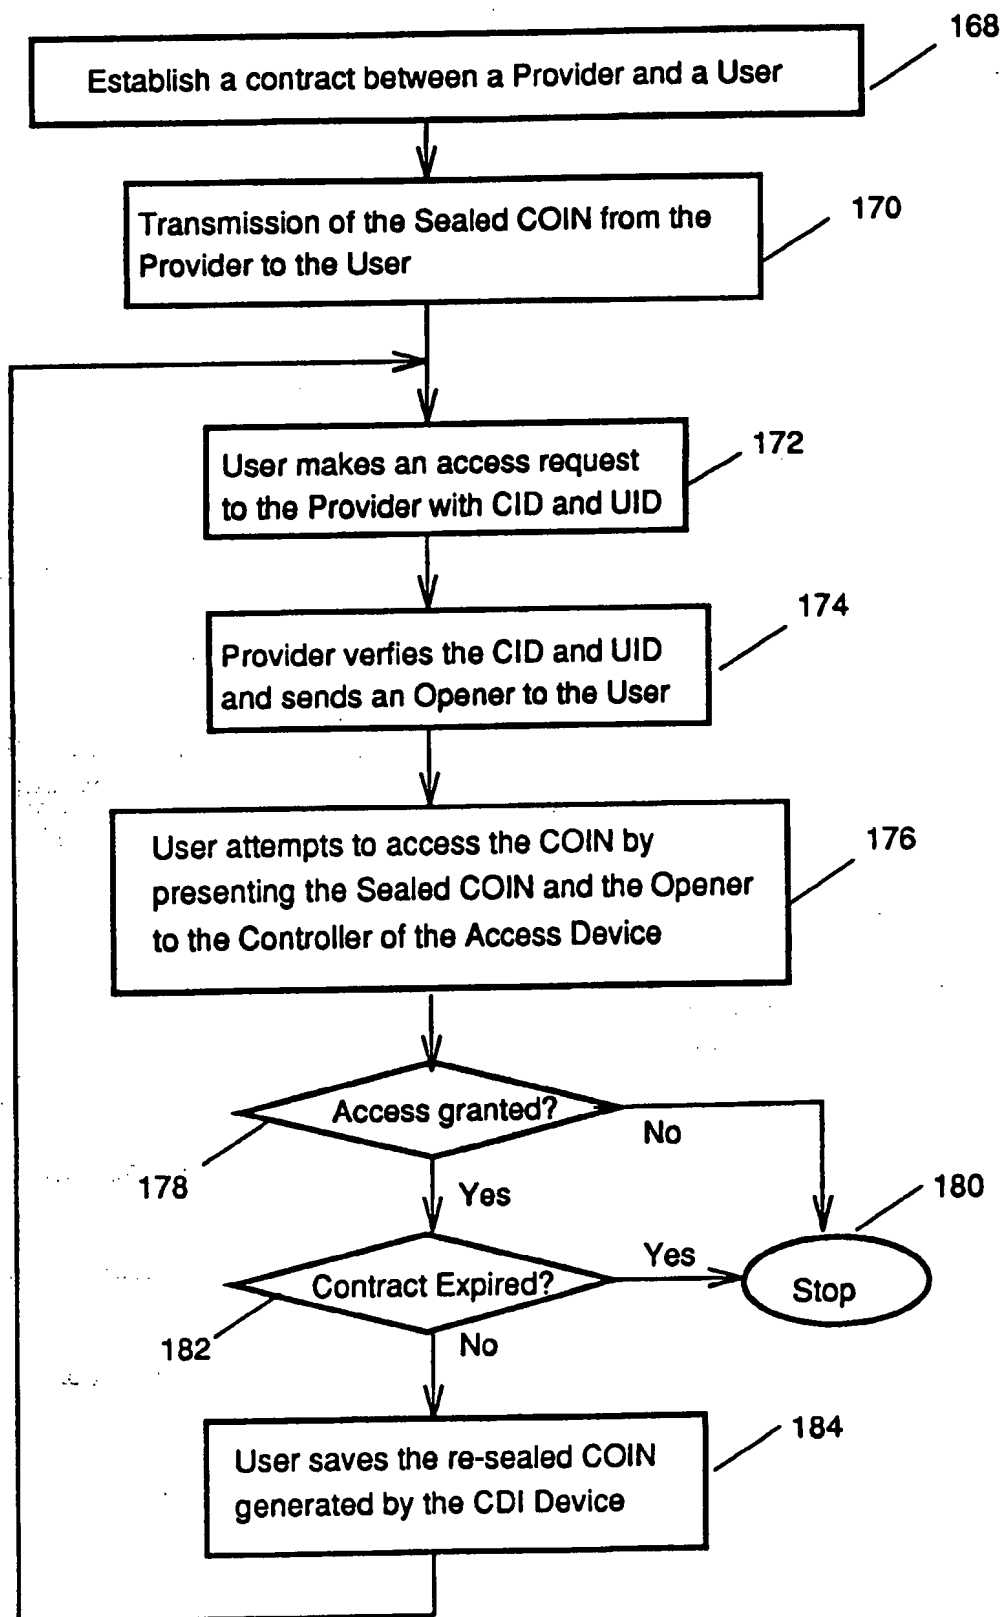 168
Establish a contract between a Provider and a User
170
Transmission of the Sealed COIN from the
Provider to the User
172
User makes an access request
to the Provider with CID and UID
174
Provider verfies the CID and UID
and sends an Opener to the User
176
User attempts to access the COIN by
presenting the Sealed COIN and the Opener
to the Controller of the Access Device
Access granted?
No
178
Yes
180
Contract Expired?
Yes
Stop
182
No
184
User saves the re-sealed COIN
generated by the CDI Device